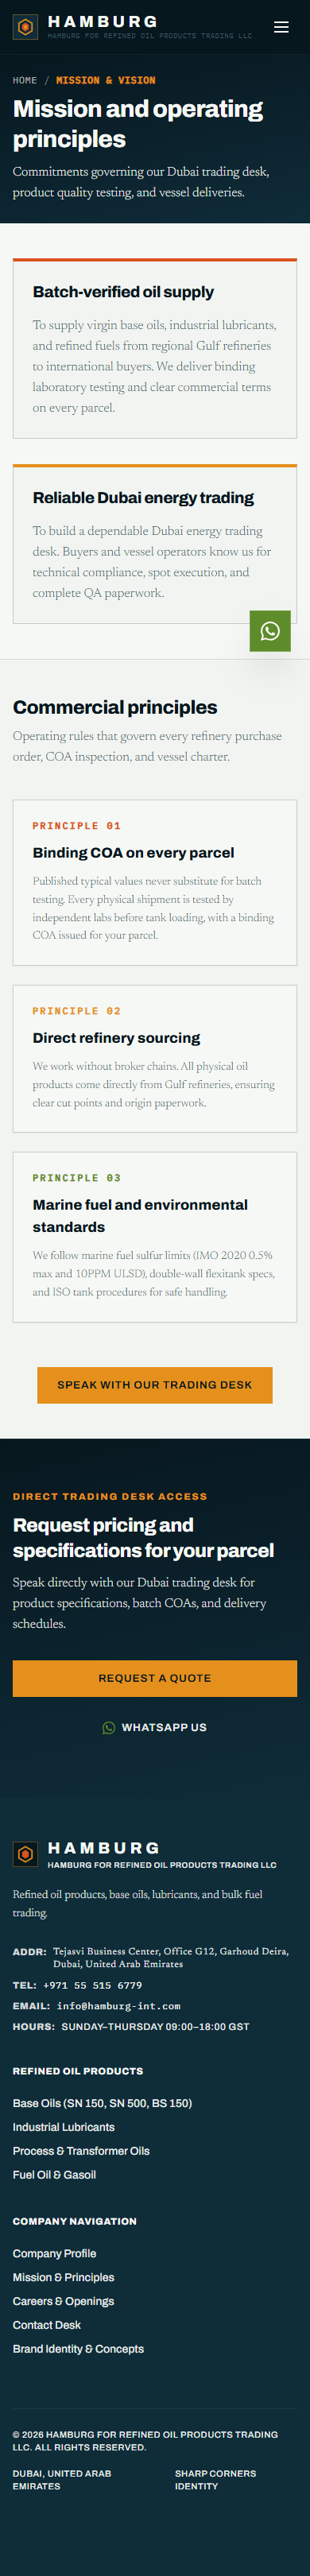 HAMBURG
HAMBURG FOR REFINED OIL PRODUCTS TRADING LLC
HOME / MISSION & VISION
Mission and operating
principles
Commitments governing our Dubai trading desk,
product quality testing, and vessel deliveries.
Batch-verified oil supply
To supply virgin base oils, industrial lubricants,
and refined fuels from regional Gulf refineries
to international buyers. We deliver binding
laboratory testing and clear commercial terms
on every parcel.
Reliable Dubai energy trading
To build a dependable Dubai energy trading
desk. Buyers and vessel operators know us for
technical compliance, spot execution, and
complete QA paperwork.
Commercial principles
Operating rules that govern every refinery purchase
order, COA inspection, and vessel charter.
PRINCIPLE 01
Binding COA on every parcel
Published typical values never substitute for batch
testing. Every physical shipment is tested by
independent labs before tank loading, with a binding
COA issued for your parcel.
PRINCIPLE 02
Direct refinery sourcing
We work without broker chains. All physical oil
products come directly from Gulf refineries, ensuring
clear cut points and origin paperwork.
PRINCIPLE 03
Marine fuel and environmental
standards
We follow marine fuel sulfur limits (IMO 2020 0.5%
max and 10PPM ULSD), double-wall flexitank specs,
and ISO tank procedures for safe handling.
SPEAK WITH OUR TRADING DESK
DIRECT TRADING DESK ACCESS
Request pricing and
specifications for your parcel
Speak directly with our Dubai trading desk for
product specifications, batch COAs, and delivery
schedules.
REQUEST A QUOTE
WHATSAPP US
HAMBURG
HAMBURG FOR REFINED OIL PRODUCTS TRADING LLC
Refined oil products, base oils, lubricants, and bulk fuel
trading.
ADDR: Tejasvi Business Center, Office G12, Garhoud Deira,
Dubai, United Arab Emirates
TEL: +971 55 515 6779
EMAIL: info@hamburg-int.com
HOURS: SUNDAY–THURSDAY 09:00–18:00 GST
REFINED OIL PRODUCTS
Base Oils (SN 150, SN 500, BS 150)
Industrial Lubricants
Process & Transformer Oils
Fuel Oil & Gasoil
COMPANY NAVIGATION
Company Profile
Mission & Principles
Careers & Openings
Contact Desk
Brand Identity & Concepts
© 2026 HAMBURG FOR REFINED OIL PRODUCTS TRADING
LLC. ALL RIGHTS RESERVED.
DUBAI, UNITED ARAB
EMIRATES
SHARP CORNERS
IDENTITY